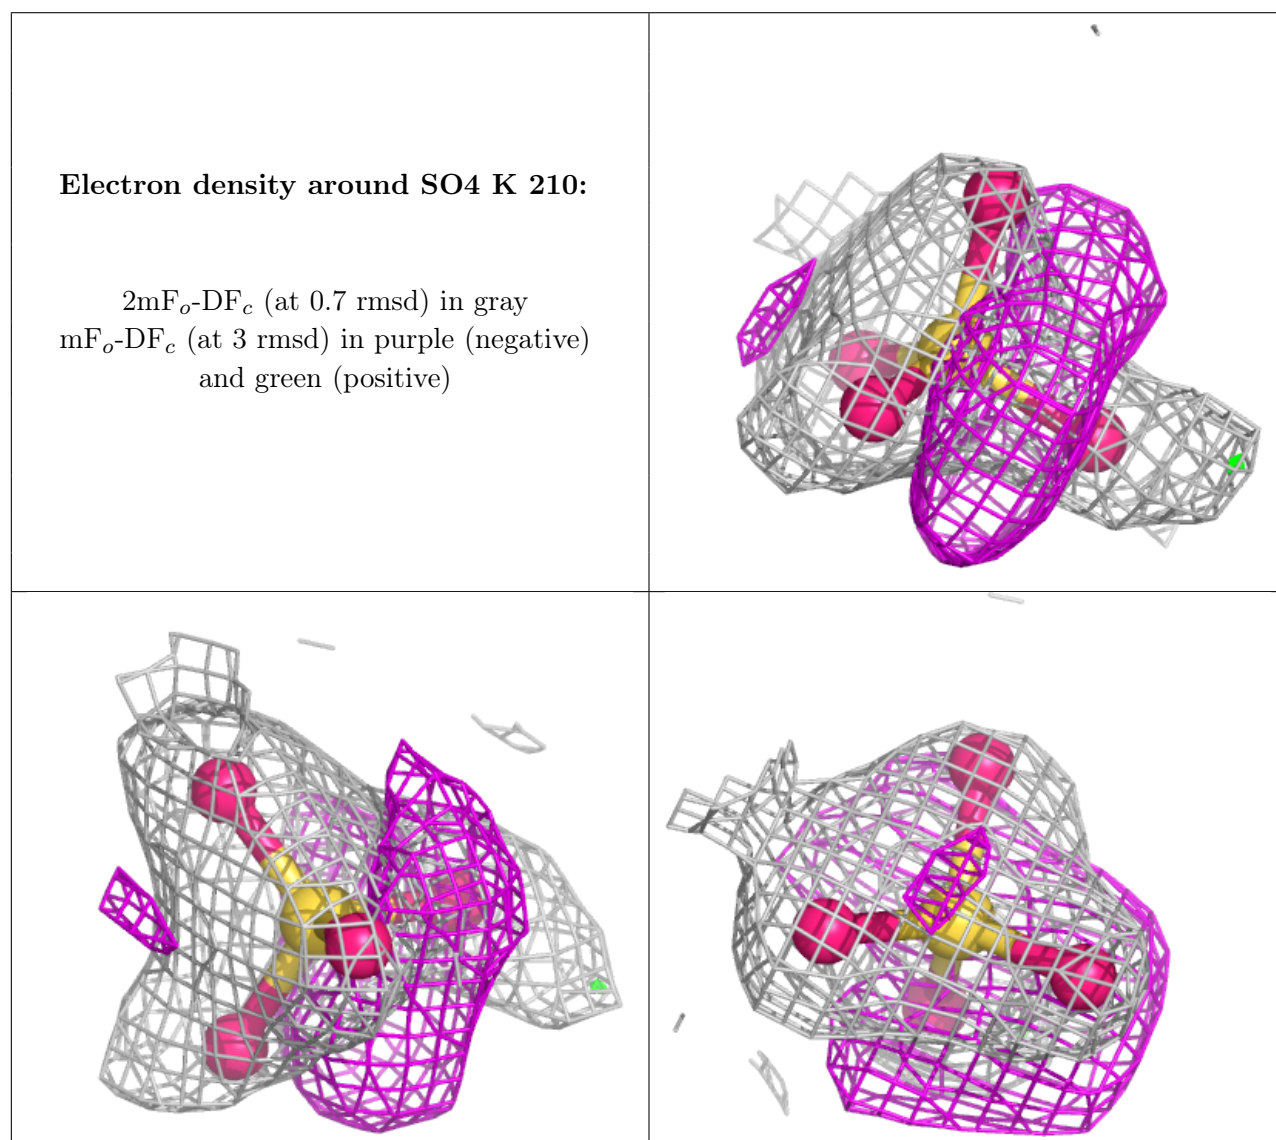 Electron density around SO4 K 210:
2mFo-DFc (at 0.7 rmsd) in gray
mFo-DFc (at 3 rmsd) in purple (negative)
and green (positive)